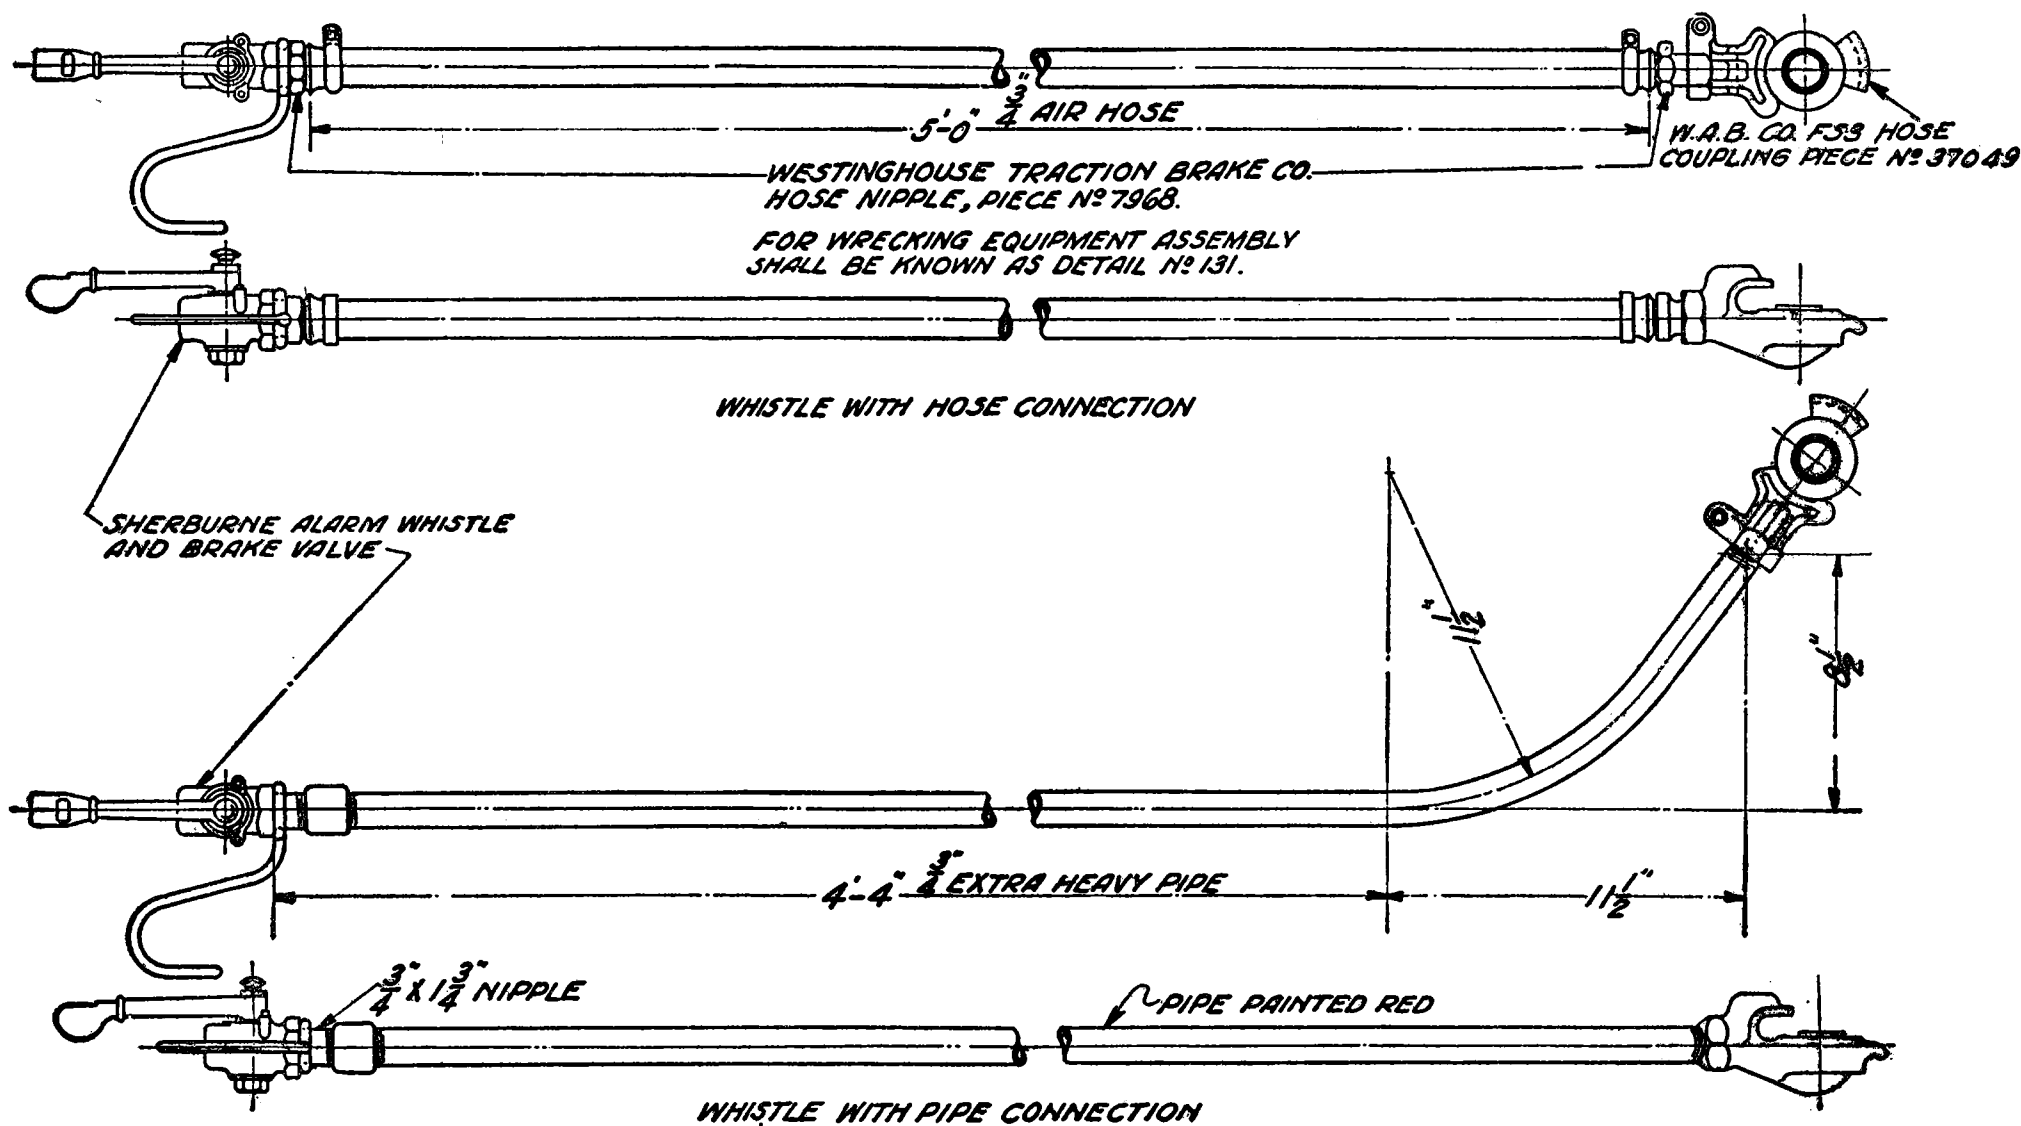 3/4" AIR HOSE
5'-0"
W.A.B. CO. FS9 HOSE
COUPLING PIECE Nº 37049
WESTINGHOUSE TRACTION BRAKE CO.
HOSE NIPPLE, PIECE Nº 7968.
FOR WRECKING EQUIPMENT ASSEMBLY
SHALL BE KNOWN AS DETAIL Nº 131.
WHISTLE WITH HOSE CONNECTION
SHERBURNE ALARM WHISTLE
AND BRAKE VALVE
11 1/2"
8 1/2"
4'-4" 3/4" EXTRA HEAVY PIPE
11 1/2"
3/4" X 1 3/4" NIPPLE
PIPE PAINTED RED
WHISTLE WITH PIPE CONNECTION